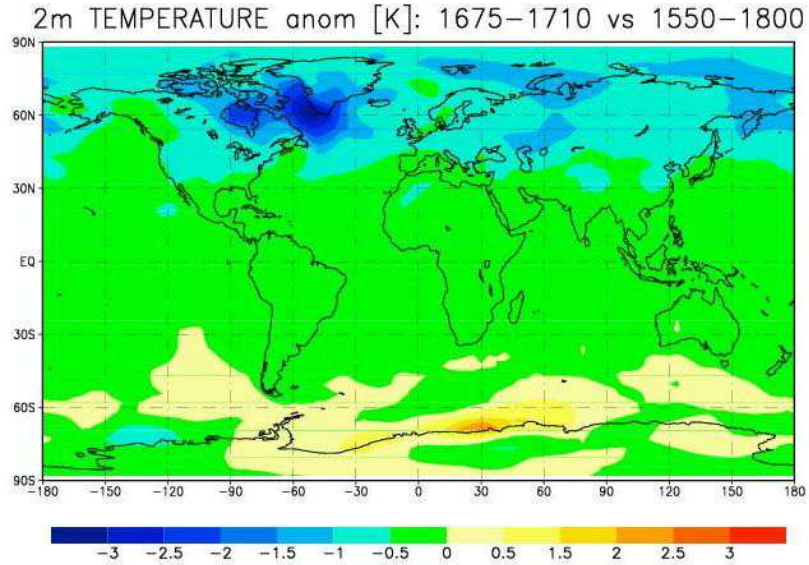 2m TEMPERATURE anom [K]: 1675−1710 vs 1550−1800
90N
60N
30N
EQ
30S
60S
90S
−180 −150 −120 −90 −60 −30 0 30 60 90 120 150 180
−3 −2.5 −2 −1.5 −1 −0.5 0 0.5 1.5 2 2.5 3